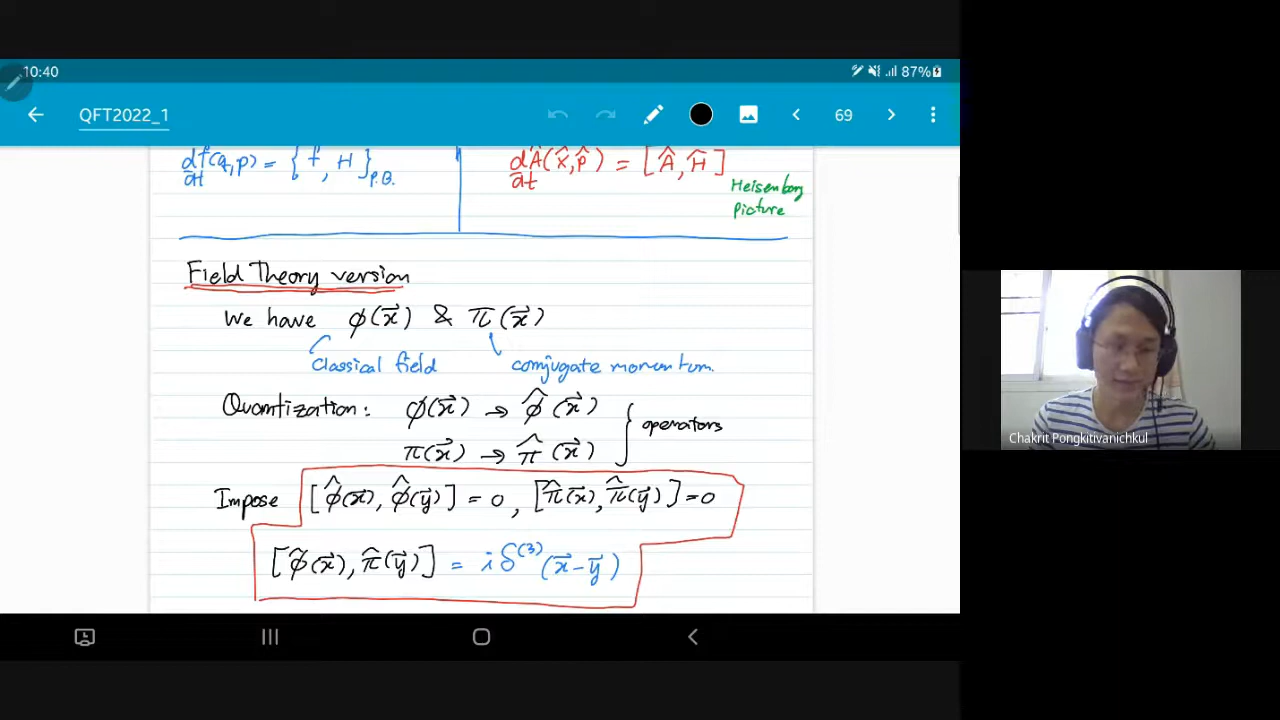 10:40 87%
QFT2022_1 69
df(q,p)/dt = {f, H}_P.B.
dÂ(x̂,p̂)/dt = [Â, Ĥ]
Heisenberg
picture
Field Theory version
We have ϕ(x⃗) & π(x⃗)
Classical field conjugate momentum.
Quantization: ϕ(x⃗) → ϕ̂(x⃗)
operators
π(x⃗) → π̂(x⃗)
Impose [ϕ̂(x⃗), ϕ̂(y⃗)] = 0, [π̂(x⃗), π̂(y⃗)] = 0
[ϕ̂(x⃗), π̂(y⃗)] = iδ⁽³⁾(x⃗ − y⃗)
Chakrit Pongkitivanichkul